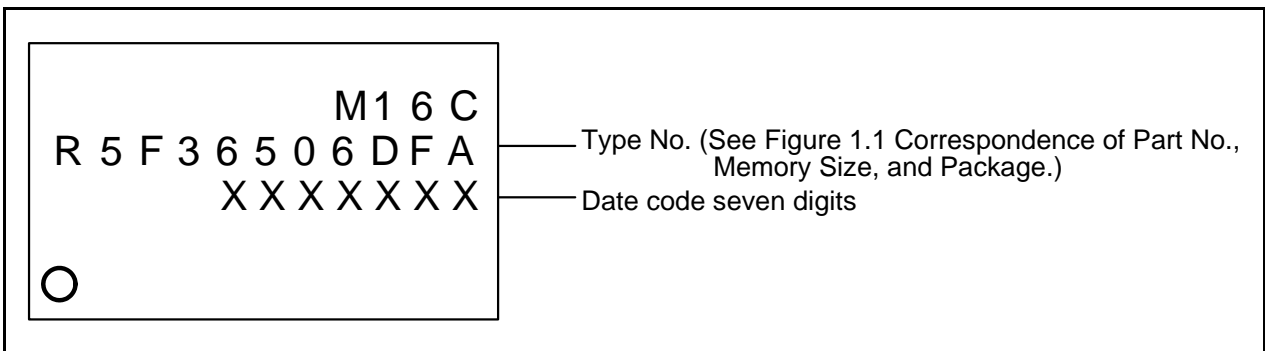 M16C
R5F36506DFA
Type No. (See Figure 1.1 Correspondence of Part No.,
Memory Size, and Package.)
XXXXXXX
Date code seven digits